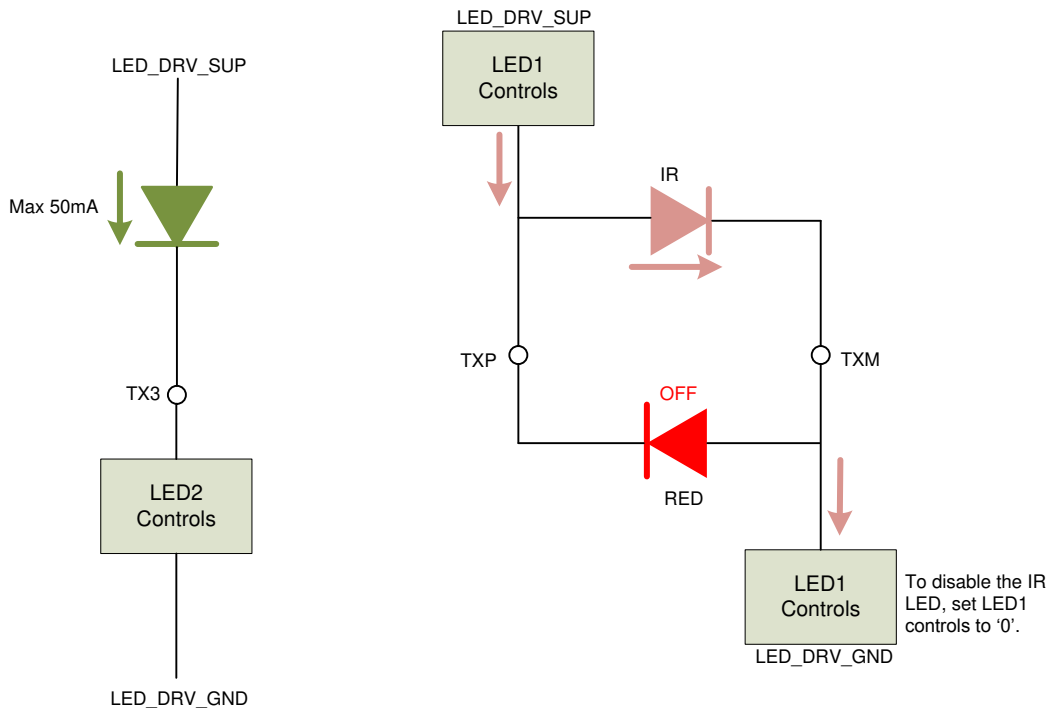 LED_DRV_SUP
Max 50mA
TX3
LED2
Controls
LED_DRV_GND
LED_DRV_SUP
LED1
Controls
IR
TXP
TXM
OFF
RED
LED1
Controls
LED_DRV_GND
To disable the IR
LED, set LED1
controls to ‘0’.